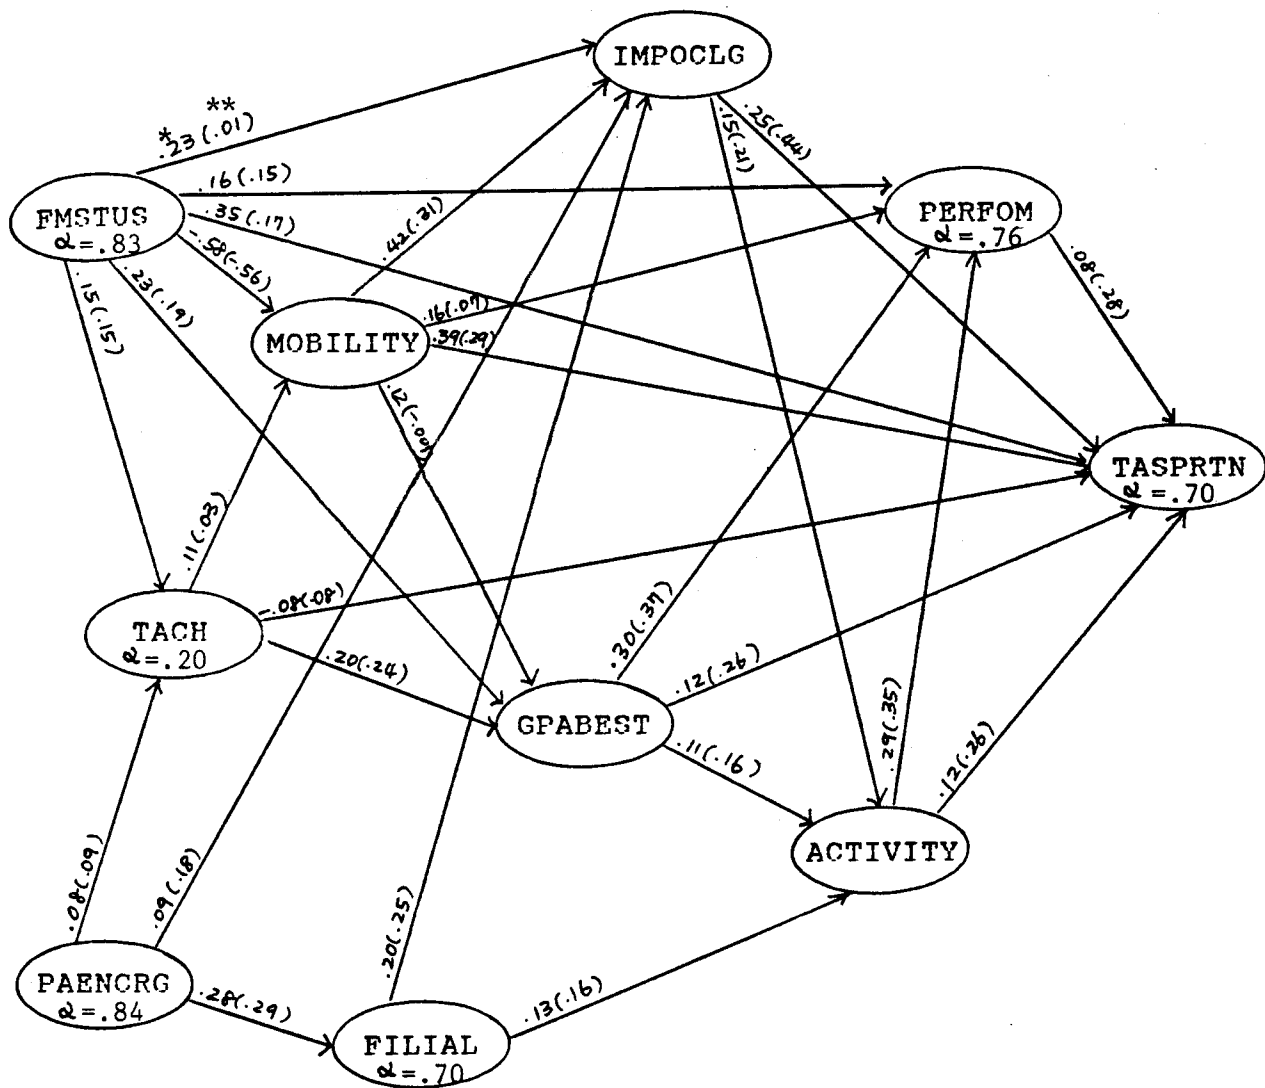 IMPOCLG
**
*
.23(.01)
.15(.21)
.25(.44)
FMSTUS
α=.83
.16(.15)
.35(.17)
-.58(-.56)
.23(.19)
.15(.15)
.42(.31)
PERFOM
α=.76
.08(.28)
MOBILITY
.16(.07)
.39(.29)
.12(-.00)
TASPRTN
α=.70
.11(.03)
TACH
α=.20
-.08(.08)
.20(.24)
.30(.37)
.12(.26)
GPABEST
.11(.16)
.29(.35)
.12(.26)
ACTIVITY
.08(.09)
.09(.18)
.20(.25)
PAENCRG
α=.84
.28(.29)
.13(.16)
FILIAL
α=.70